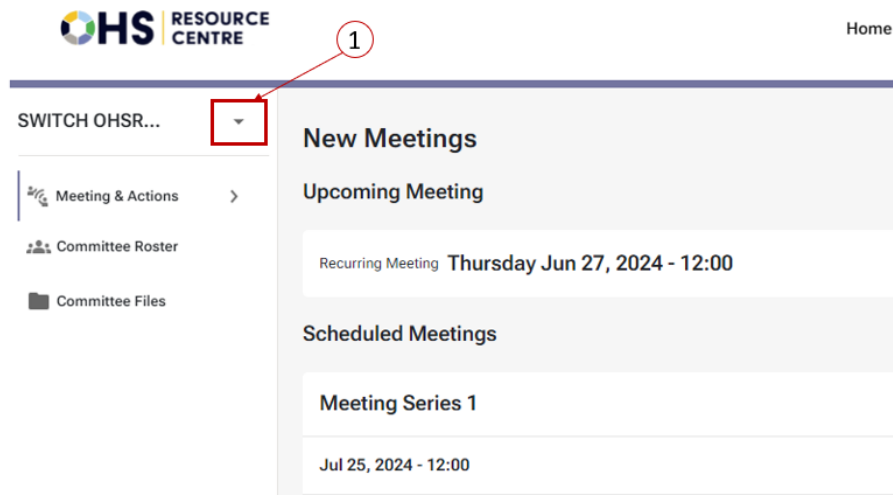 OHS RESOURCE CENTRE
1
Home
SWITCH OHSR...
New Meetings
Upcoming Meeting
Meeting & Actions
Committee Roster
Recurring Meeting Thursday Jun 27, 2024 - 12:00
Committee Files
Scheduled Meetings
Meeting Series 1
Jul 25, 2024 - 12:00